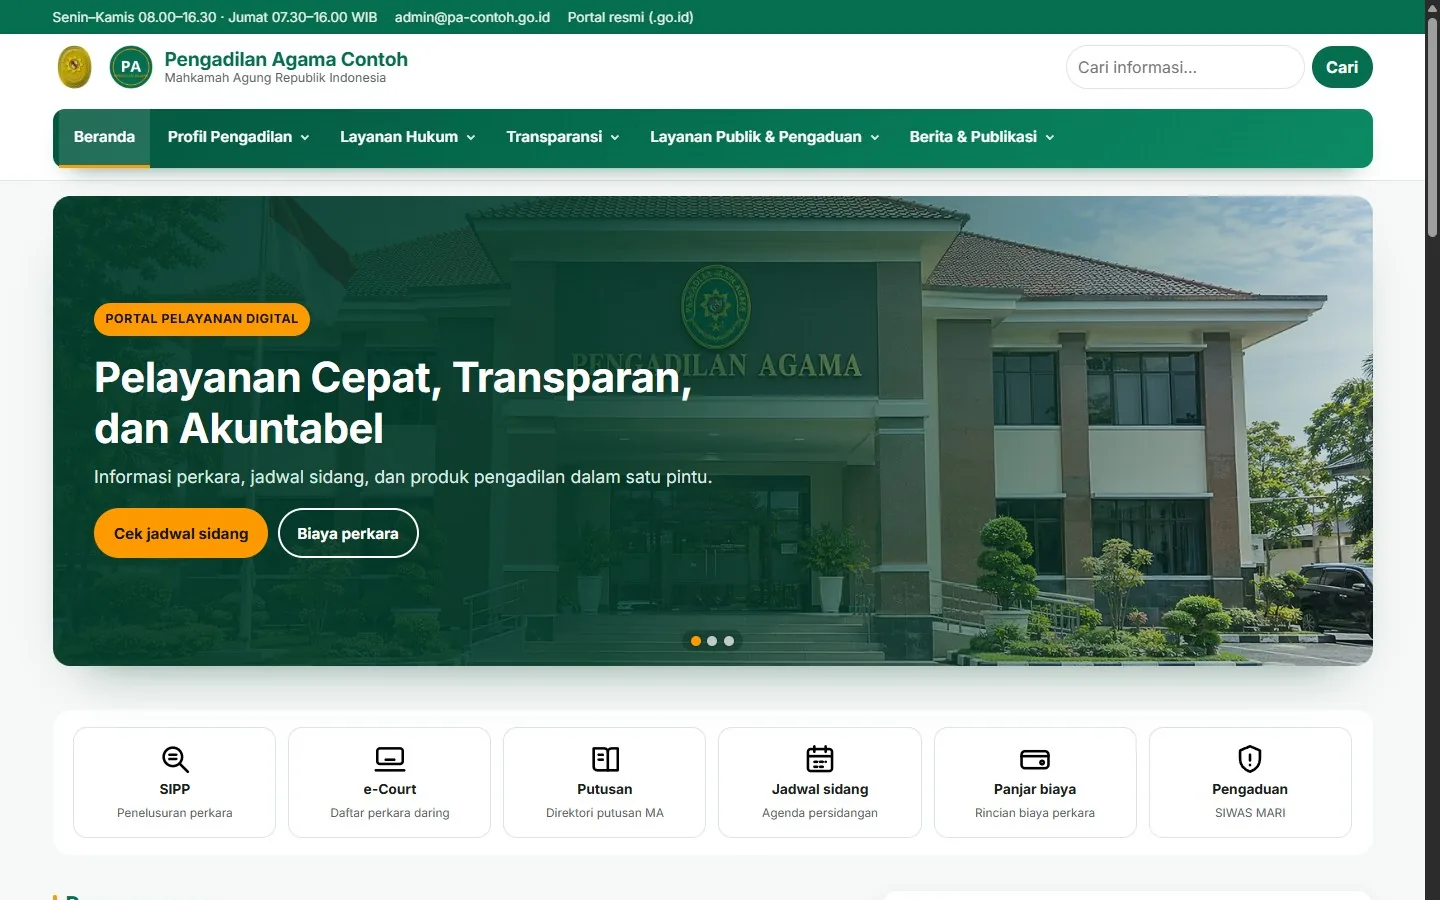 Senin–Kamis 08.00–16.30 · Jumat 07.30–16.00 WIB admin@pa-contoh.go.id Portal resmi (.go.id)
PA
Pengadilan Agama Contoh
Mahkamah Agung Republik Indonesia
Cari informasi...
Cari
Beranda Profil Pengadilan Layanan Hukum Transparansi Layanan Publik & Pengaduan Berita & Publikasi
PORTAL PELAYANAN DIGITAL
PENGADILAN AGAMA
Pelayanan Cepat, Transparan,
dan Akuntabel
Informasi perkara, jadwal sidang, dan produk pengadilan dalam satu pintu.
Cek jadwal sidang
Biaya perkara
SIPP
Penelusuran perkara
e-Court
Daftar perkara daring
Putusan
Direktori putusan MA
Jadwal sidang
Agenda persidangan
Panjar biaya
Rincian biaya perkara
Pengaduan
SIWAS MARI